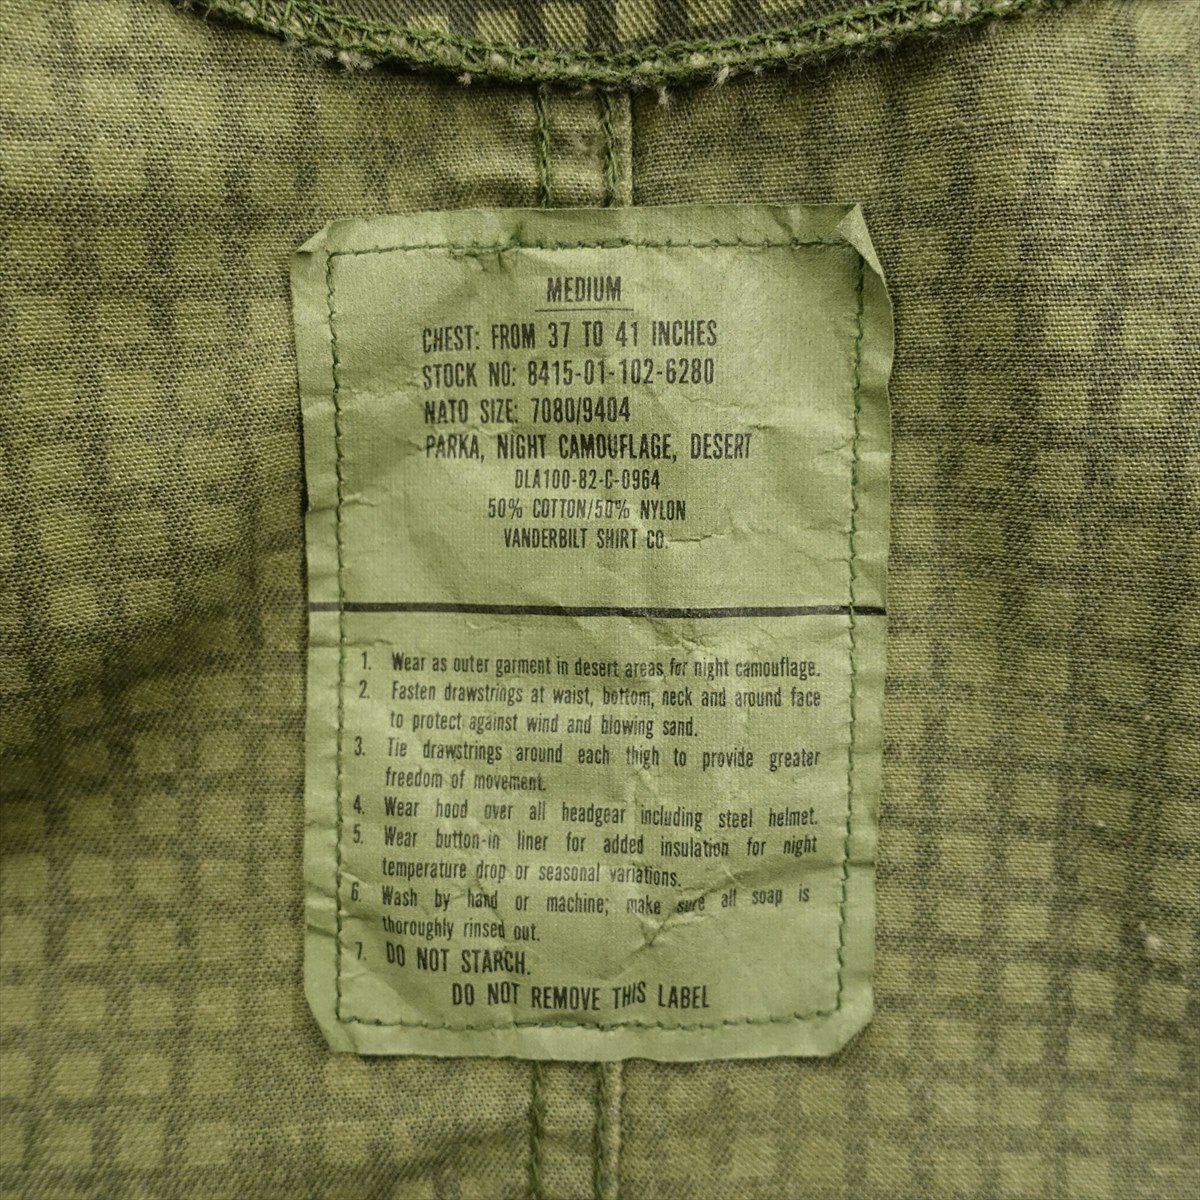 MEDIUM
CHEST: FROM 37 TO 41 INCHES
STOCK NO: 8415-01-102-6280
NATO SIZE: 7080/9404
PARKA, NIGHT CAMOUFLAGE, DESERT
DLA100-82-C-0964
50% COTTON/50% NYLON
VANDERBILT SHIRT CO.
1. Wear as outer garment in desert areas for night camouflage.
2. Fasten drawstrings at waist, bottom, neck and around face
to protect against wind and blowing sand.
3. Tie drawstrings around each thigh to provide greater
freedom of movement.
4. Wear hood over all headgear including steel helmet.
5. Wear button-in liner for added insulation for night
temperature drop or seasonal variations.
6. Wash by hand or machine; make sure all soap is
thoroughly rinsed out.
7. DO NOT STARCH.
DO NOT REMOVE THIS LABEL